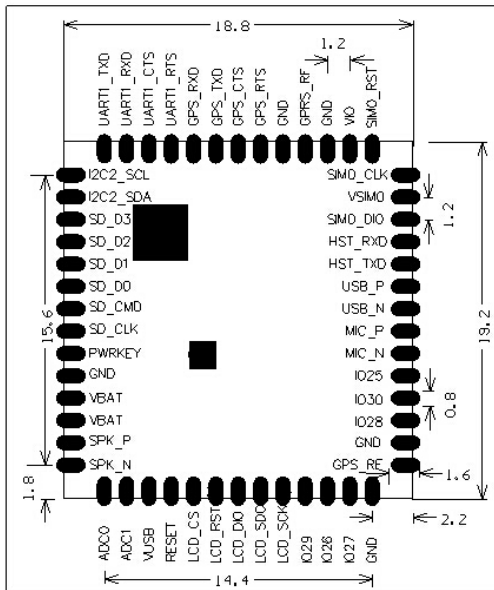 18.8
1.2
UART1_TXD
UART1_RXD
UART1_CTS
UART1_RTS
GPS_RXD
GPS_TXD
GPS_CTS
GPS_RTS
GND
GPRS_RF
GND
VIO
SIM0_RST
I2C2_SCL
I2C2_SDA
SD_D3
SD_D2
SD_D1
SD_D0
SD_CMD
SD_CLK
PWRKEY
GND
VBAT
VBAT
SPK_P
SPK_N
SIM0_CLK
VSIM0
SIM0_DIO
HST_RXD
HST_TXD
USB_P
USB_N
MIC_P
MIC_N
IO25
IO30
IO28
GND
GPS_RE
1.2
19.2
0.8
1.6
2.2
15.6
1.8
ADC0
ADC1
VUSB
RESET
LCD_CS
LCD_RST
LCD_DIO
LCD_SDC
LCD_SCK
IO29
IO26
IO27
GND
14.4